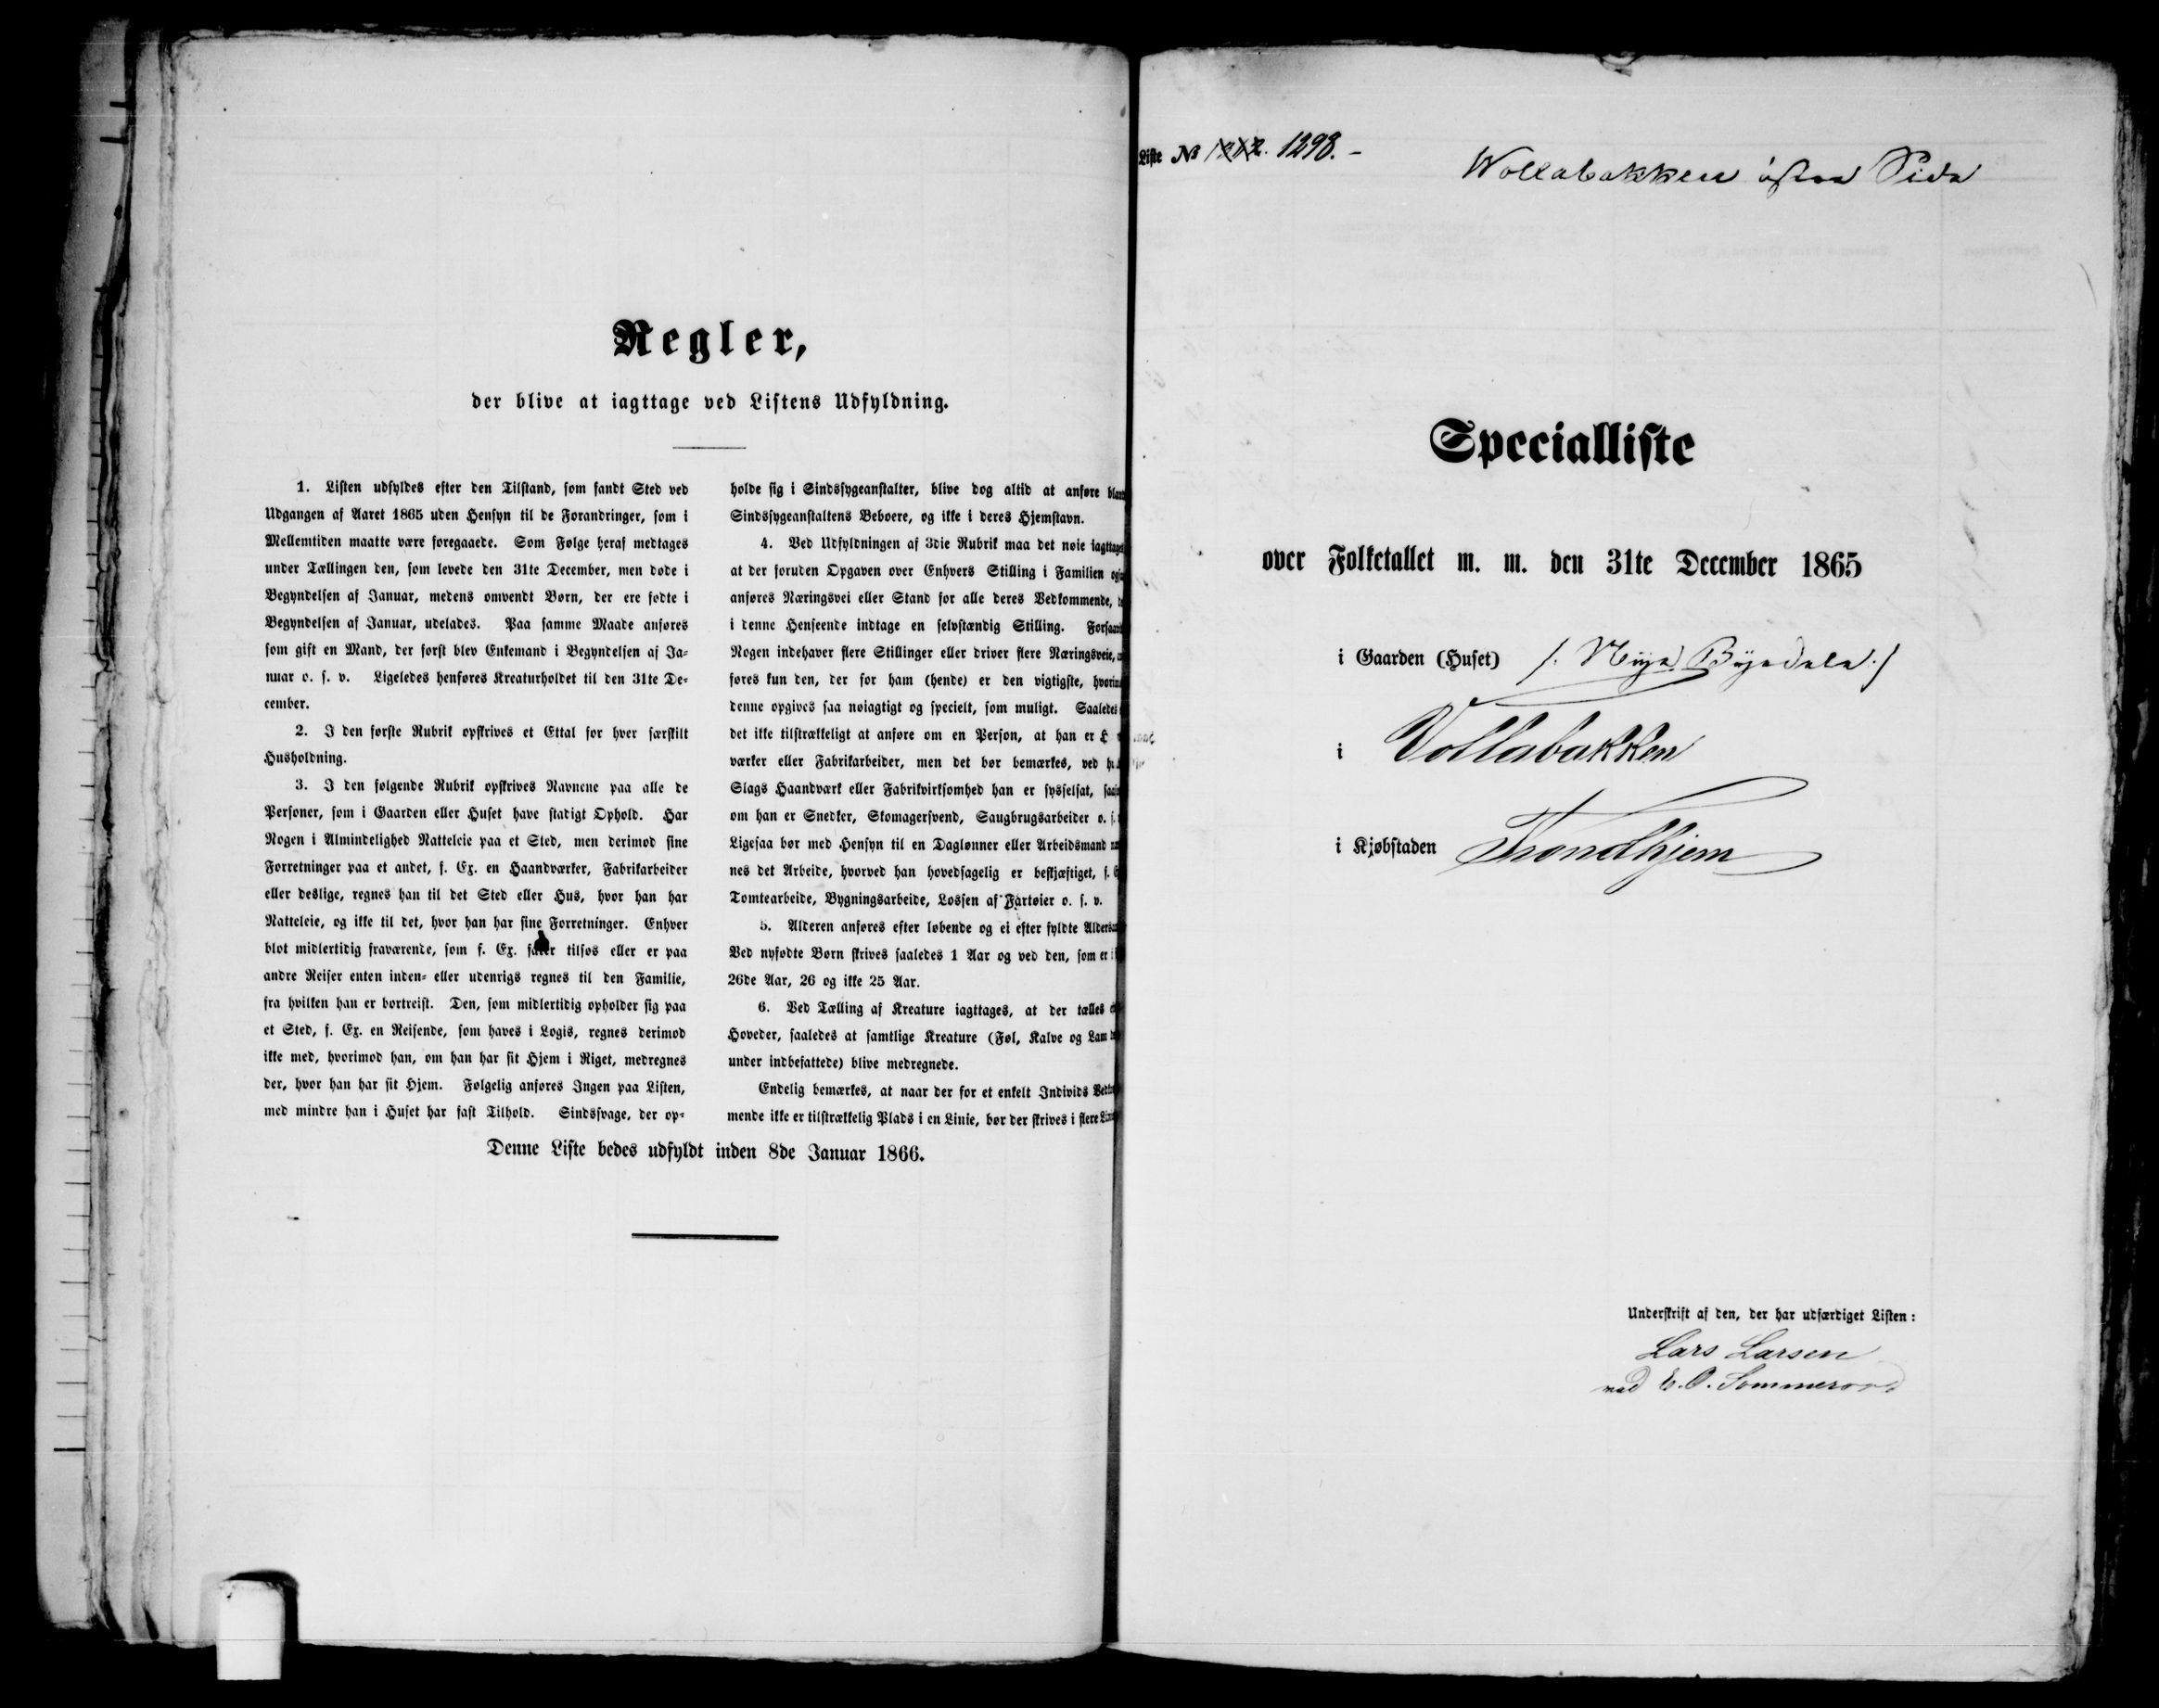 Regler,
der blive at iagttage ved Listens Udfyldning.
1. Listen udfyldes efter den Tilstand, som fandt Sted ved
Udgangen af Aaret 1865 uden Hensyn til de Forandringer, som i
Mellemtiden maatte være foregaaede. Som Følge heraf medtages
under Tællingen den, som levede den 31te December, men døde i
Begyndelsen af Januar, medens omvendt Børn, der ere fødte i
Begyndelsen af Januar, udelades. Paa samme Maade anføres
som gift en Mand, der først blev Enkemand i Begyndelsen af Ja-
nuar o. s. v. Ligeledes henføres Kreaturholdet til den 31te De-
cember.
2. I den første Rubrik opskrives et Ettal for hver særskilt
Husholdning.
3. I den følgende Rubrik opskrives Navnene paa alle de
Personer, som i Gaarden eller Huset have stadigt Ophold. Har
Nogen i Almindelighed Natteleie paa et Sted, men derimod sine
Forretninger paa et andet, f. Ex. en Haandværker, Fabrikarbeider
eller deslige, regnes han til det Sted eller Hus, hvor han har
Natteleie, og ikke til det, hvor han har sine Forretninger. Enhver
blot midlertidig fraværende, som f. Ex. farer tilsøs eller er paa
andre Reiser enten inden- eller udenrigs regnes til den Familie,
fra hvilken han er bortreist. Den, som midlertidig opholder sig paa
et Sted, f. Ex. en Reisende, som haves i Logis, regnes derimod
ikke med, hvorimod han, om han har sit Hjem i Riget, medregnes
der, hvor han har sit Hjem. Følgelig anføres Ingen paa Listen,
med mindre han i Huset har fast Tilhold. Sindssvage, der op-
holde sig i Sindssygeanstalter, blive dog altid at anføre
Sindssygeanstaltens Beboere, og ikke i deres Hjemstavn.
4. Ved Udfyldningen af 3die Rubrik maa det nøie
at der foruden Opgaven over Enhvers Stilling i Familien
anføres Næringsvei eller Stand for alle deres Vedkommende,
i denne Henseende indtage en selvstændig Stilling.
Nogen indehaver flere Stillinger eller driver flere Næringsveie,
føres kun den, der for ham (hende) er den vigtigste,
denne opgives saa nøiagtigt og specielt, som muligt. Saaledes
det ikke tilstrækkeligt at anføre om en Person, at han er
værker eller Fabrikarbeider, men det bør bemærkes, ved
Slags Haandværk eller Fabrikvirksomhed han er sysselsat,
om han er Snedker, Skomagersvend, Saugbrugsarbeider o. s.
Ligesaa bør med Hensyn til en Daglønner eller Arbeidsmand
nes det Arbeide, hvorved han hovedsagelig er beskjæftiget, f.
Tomtearbeide, Bygningsarbeide, Lossen af Fartøier o. s. v.
5. Alderen anføres efter løbende og ei efter fyldte
Ved nyfødte Børn skrives saaledes 1 Aar og ved den, som er i
26de Aar, 26 og ikke 25 Aar.
6. Ved Tælling af Kreature iagttages, at der tælles
Hoveder, saaledes at samtlige Kreature (Føl, Kalve og Lam
under indbefattede) blive medregnede.
Endelig bemærkes, at naar der for et enkelt Individs
mende ikke er tilstrækkelig Plads i en Linie, bør der skrives i flere
Denne Liste bedes udfyldt inden 8de Januar 1866.
Liste № 1298.
Wollabakken østre Side
Specialliste
over Folketallet m. m. den 31te December 1865
i Gaarden (Huset) /. Nye Byedele ./
i Vollabakken
i Kjøbstaden Trondhjem
Underskrift af den, der har udfærdiget Listen:
Lars Larsen
ved